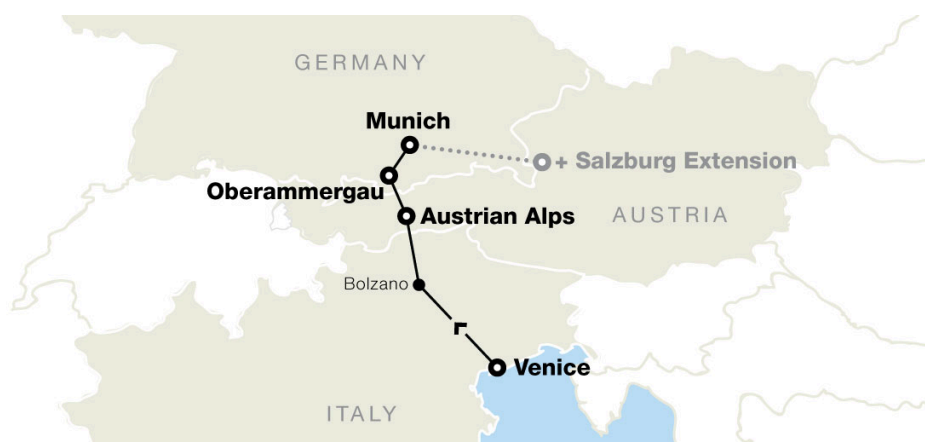 GERMANY
Munich
+ Salzburg Extension
Oberammergau
Austrian Alps
AUSTRIA
Bolzano
Venice
ITALY